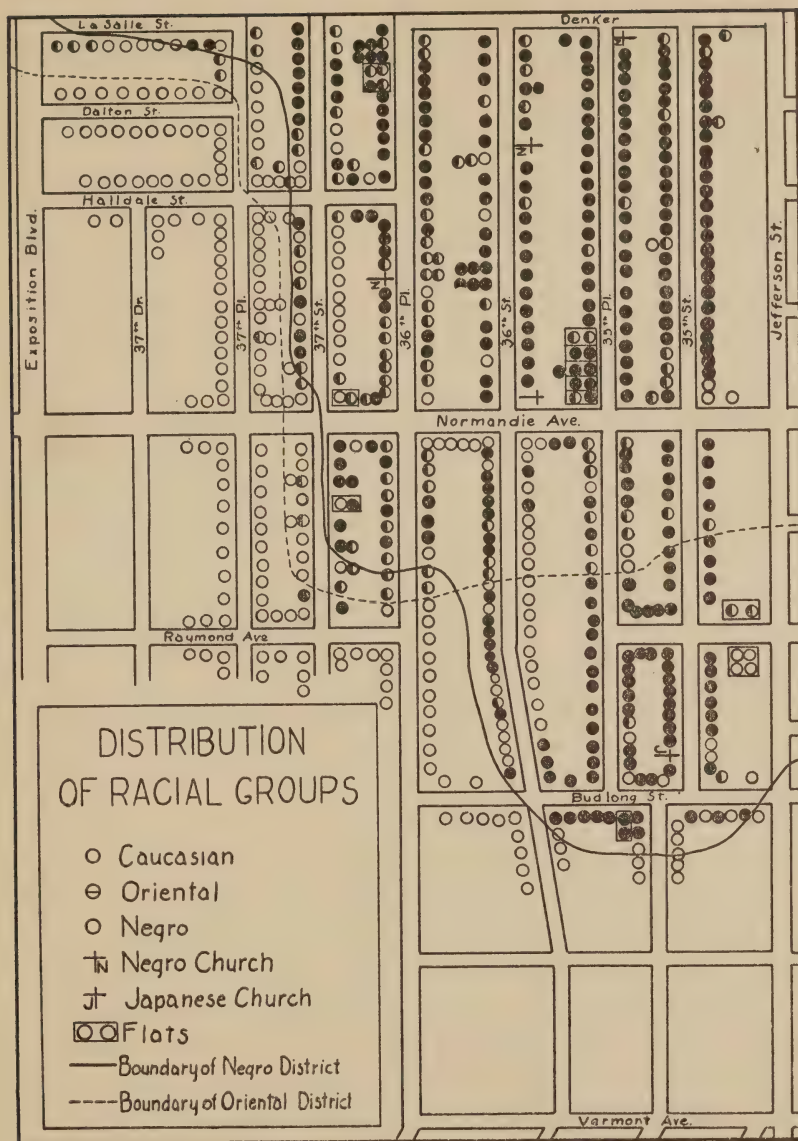 La Salle St.
Denker
N
Dalton St.
N
Halldale St.
N
Exposition Blvd.
37th Dr.
37th Pl.
37th St.
36th Pl.
36th St.
35th Pl.
35th St.
Jefferson St.
Normandie Ave.
Raymond Ave
J
DISTRIBUTION
OF RACIAL GROUPS
Caucasian
Oriental
Negro
N Negro Church
J Japanese Church
Flats
Boundary of Negro District
Boundary of Oriental District
Budlong St.
Varmont Ave.